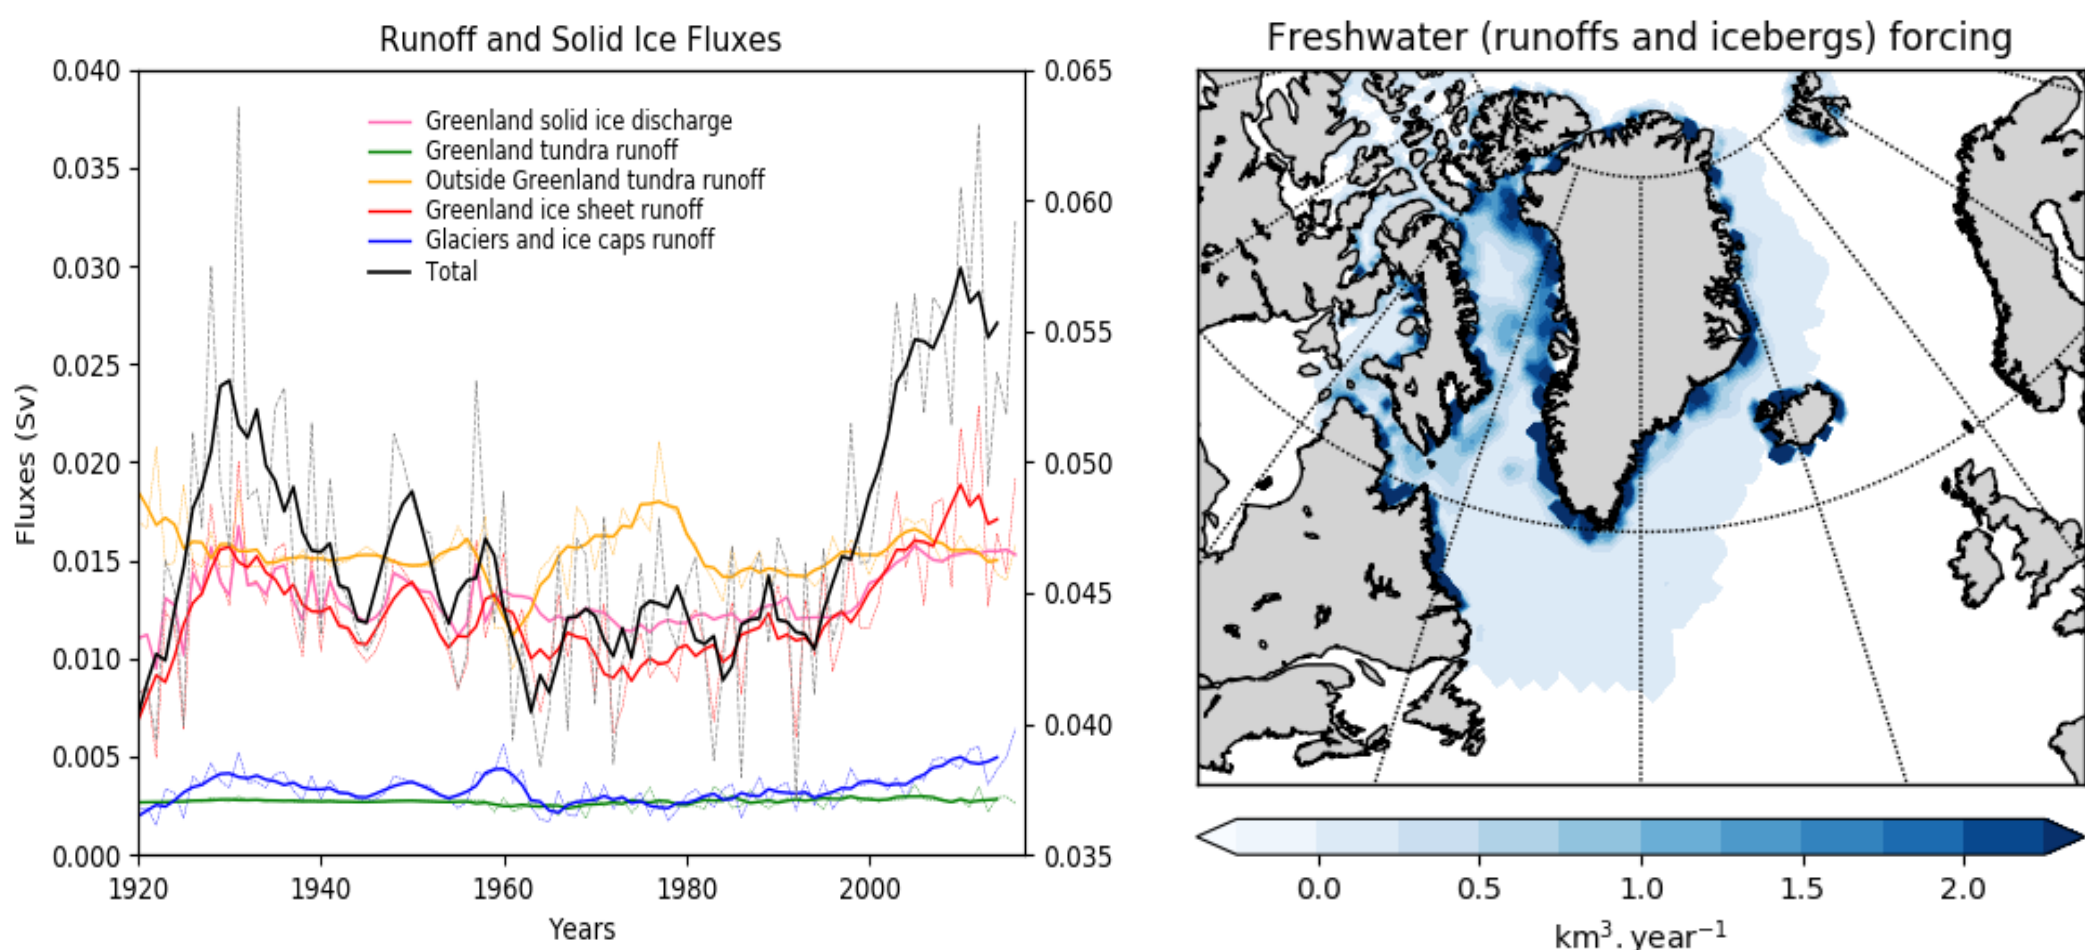 Runoff and Solid Ice Fluxes
0.040
0.035
0.030
0.025
0.020
0.015
0.010
0.005
0.000
Fluxes (Sv)
Greenland solid ice discharge
Greenland tundra runoff
Outside Greenland tundra runoff
Greenland ice sheet runoff
Glaciers and ice caps runoff
Total
0.065
0.060
0.055
0.050
0.045
0.040
0.035
1920 1940 1960 1980 2000
Years
Freshwater (runoffs and icebergs) forcing
0.0 0.5 1.0 1.5 2.0
km³. year⁻¹